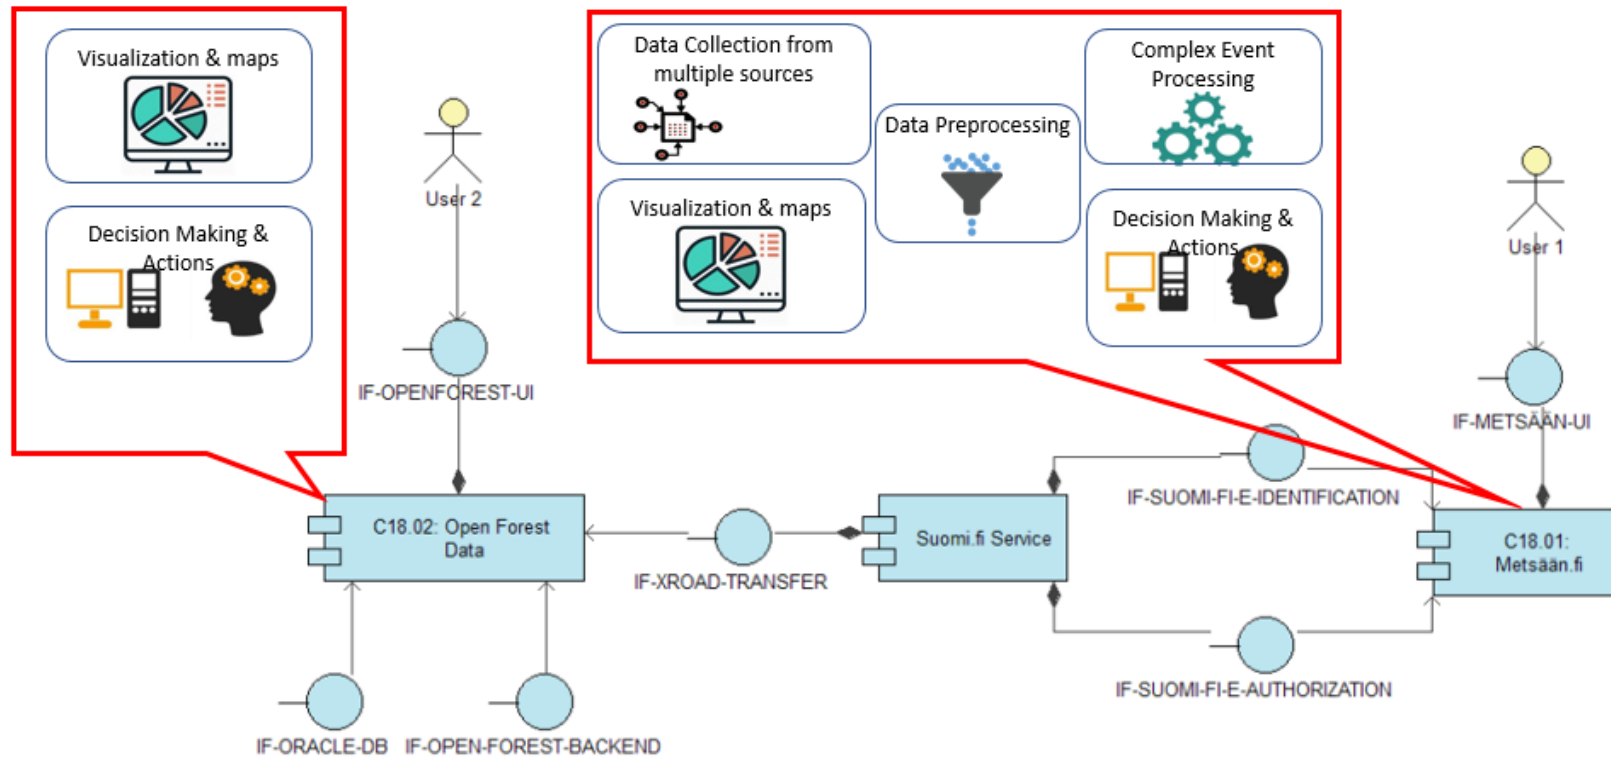 Visualization & maps
Decision Making &
Actions
User 2
IF-OPENFOREST-UI
Data Collection from
multiple sources
Data Preprocessing
Complex Event
Processing
Visualization & maps
Decision Making &
Actions
User 1
IF-METSÄÄN-UI
C18.02: Open Forest
Data
IF-XROAD-TRANSFER
Suomi.fi Service
IF-SUOMI-FI-E-IDENTIFICATION
C18.01:
Metsään.fi
IF-SUOMI-FI-E-AUTHORIZATION
IF-ORACLE-DB
IF-OPEN-FOREST-BACKEND